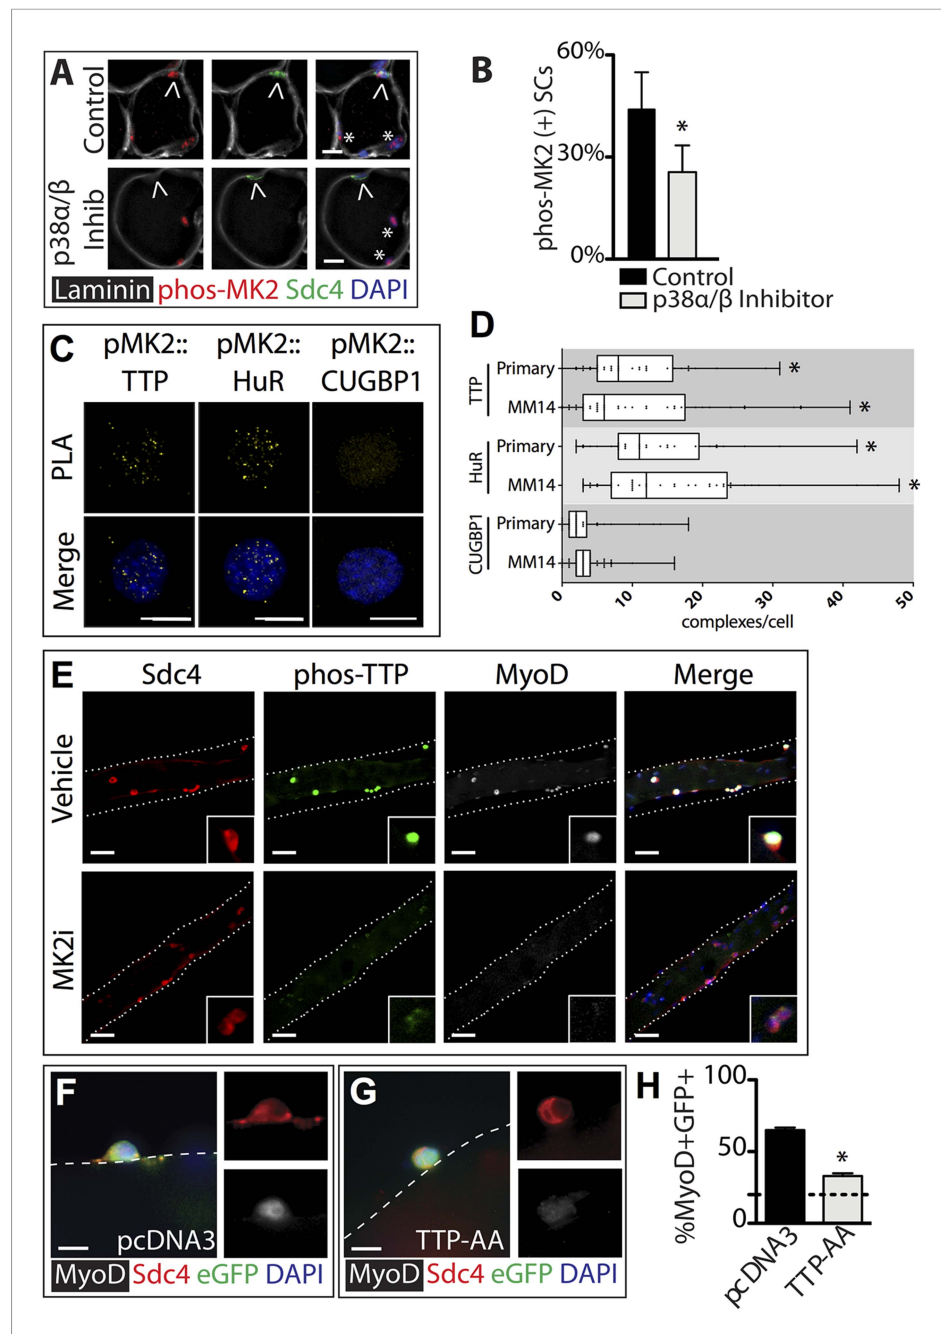 A
Control
p38α/β
Inhib
Laminin phos-MK2 Sdc4 DAPI
B
phos-MK2 (+) SCs
60%
30%
0%
*
Control
p38α/β Inhibitor
C
pMK2::
TTP
pMK2::
HuR
pMK2::
CUGBP1
PLA
Merge
D
TTP
Primary
*
MM14
*
HuR
Primary
*
MM14
*
CUGBP1
Primary
MM14
0 10 20 30 40 50
complexes/cell
E
Sdc4 phos-TTP MyoD Merge
Vehicle
MK2i
F
pcDNA3
MyoD Sdc4 eGFP DAPI
G
TTP-AA
MyoD Sdc4 eGFP DAPI
H
%MyoD+GFP+
100
50
0
*
pcDNA3
TTP-AA